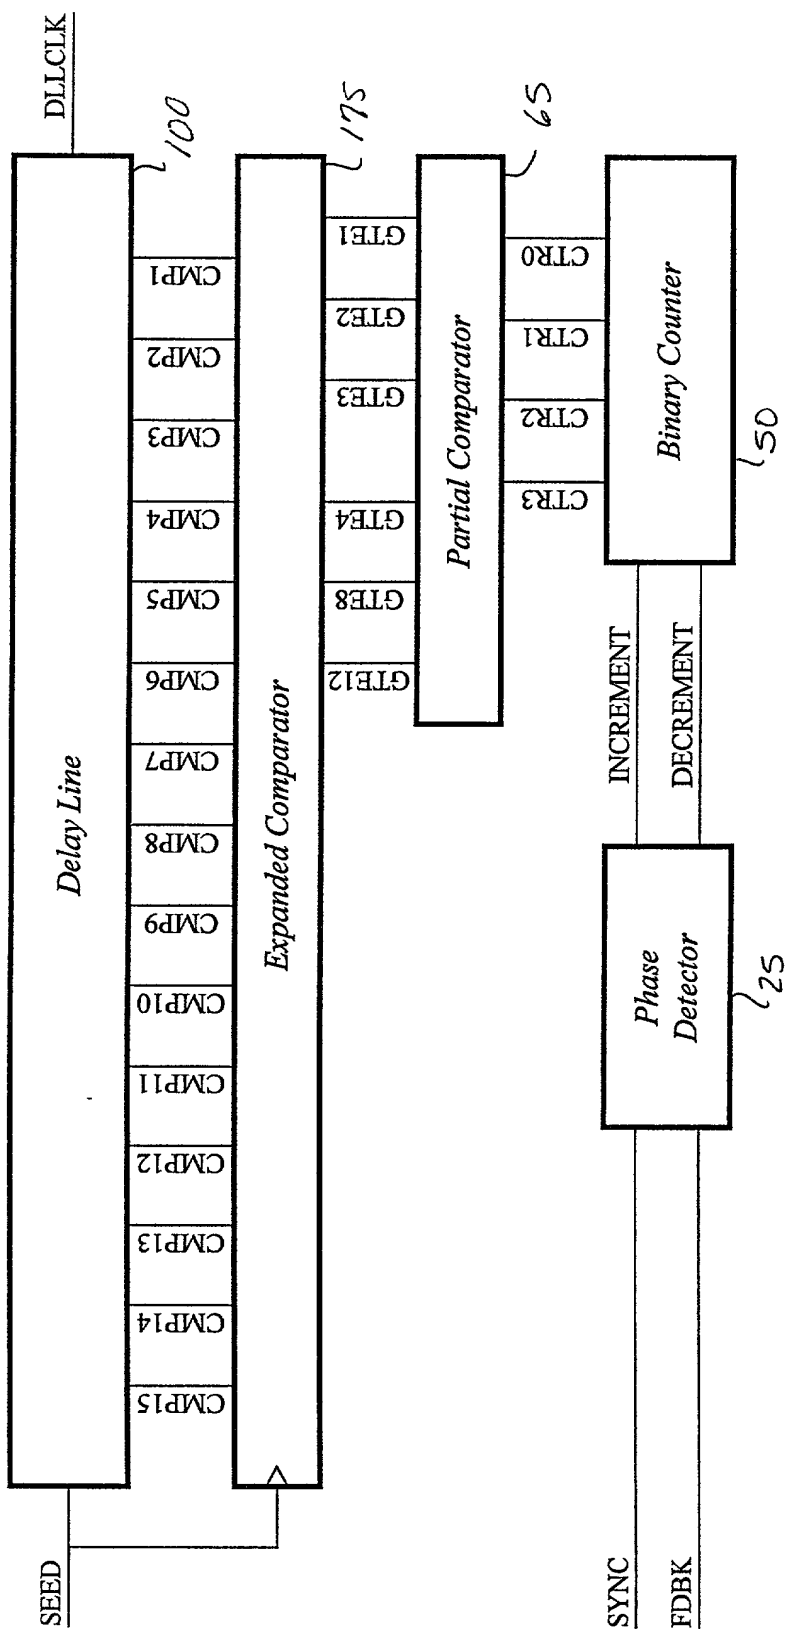 DLLCLK
SEED
Delay Line
100
CMP15
CMP14
CMP13
CMP12
CMP11
CMP10
CMP9
CMP8
CMP7
CMP6
CMP5
CMP4
CMP3
CMP2
CMP1
Expanded Comparator
175
GTE12
GTE8
GTE4
GTE3
GTE2
GTE1
Partial Comparator
65
CTR3
CTR2
CTR1
CTR0
SYNC
FDBK
Phase
Detector
25
INCREMENT
DECREMENT
Binary Counter
50